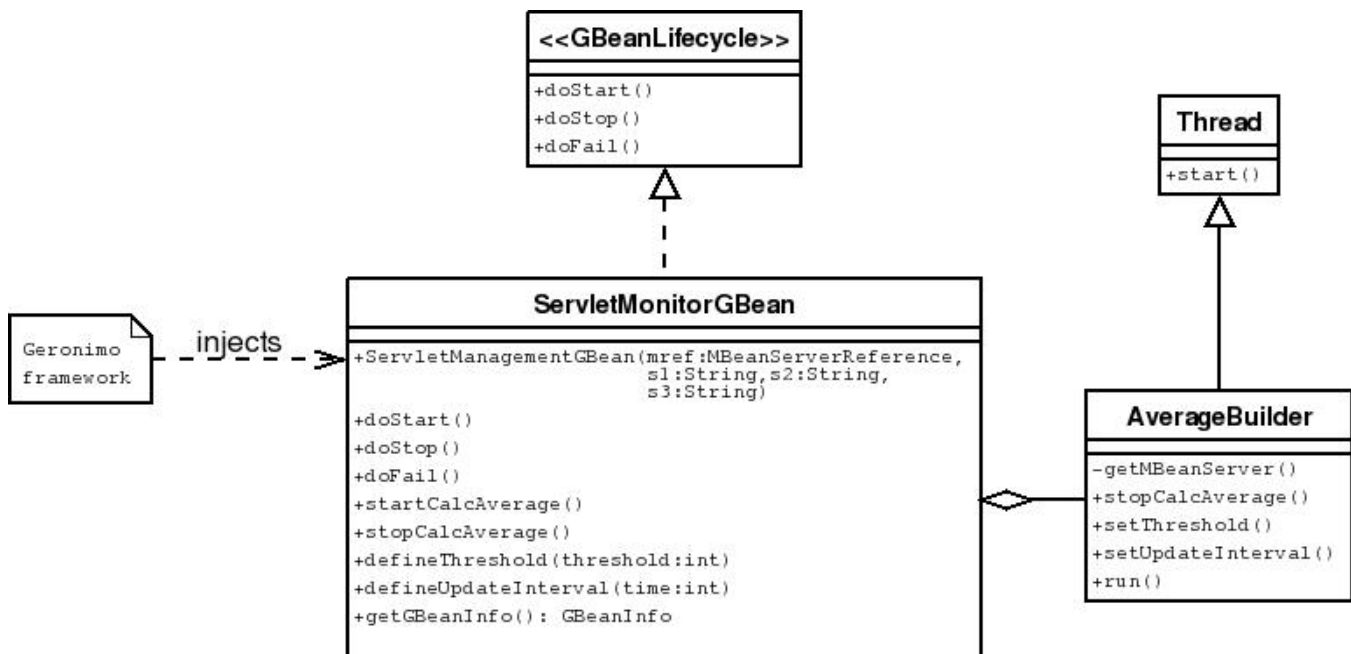 <<GBeanLifecycle>>
+doStart()
+doStop()
+doFail()
Thread
+start()
Geronimo
framework
injects
ServletMonitorGBean
+ServletManagementGBean(mref:MBeanServerReference,
s1:String,s2:String,
s3:String)
+doStart()
+doStop()
+doFail()
+startCalcAverage()
+stopCalcAverage()
+defineThreshold(threshold:int)
+defineUpdateInterval(time:int)
+getGBeanInfo(): GBeanInfo
AverageBuilder
-getMBeanServer()
+stopCalcAverage()
+setThreshold()
+setUpdateInterval()
+run()